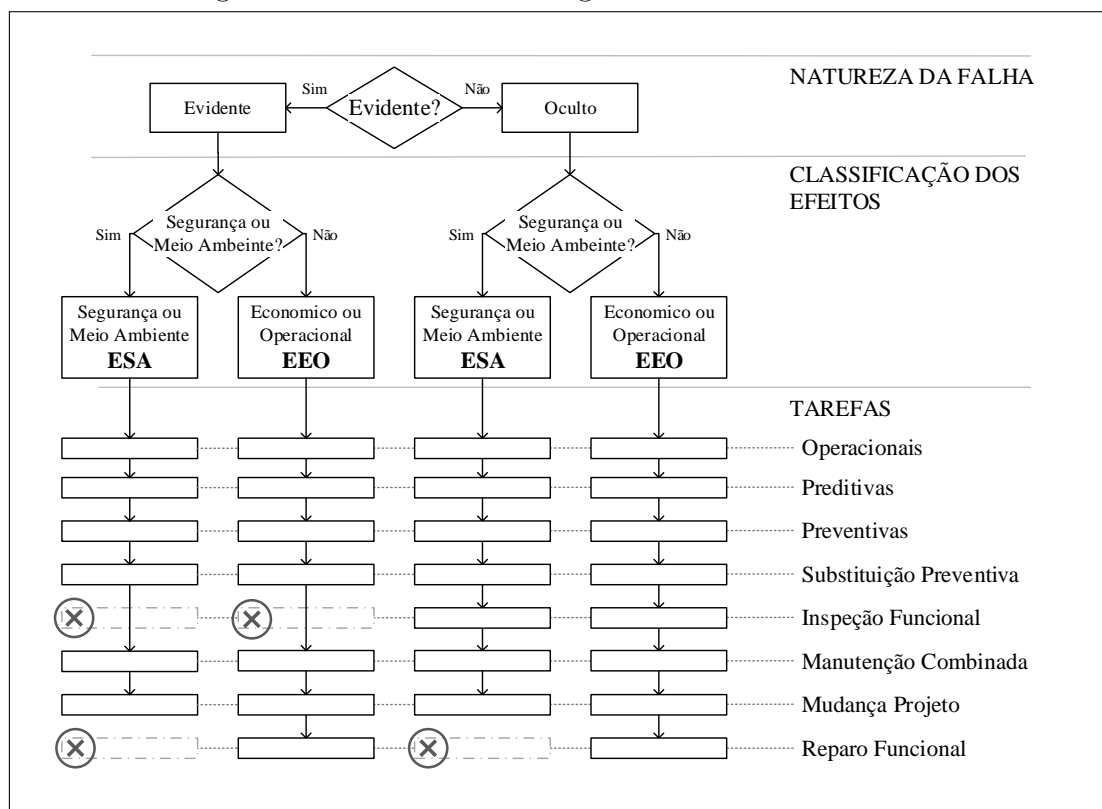 NATUREZA DA FALHA
Sim
Não
Evidente
Evidente?
Oculto
CLASSIFICAÇÃO DOS
EFEITOS
Segurança ou
Meio Ambeinte?
Segurança ou
Meio Ambeinte?
Sim
Não
Sim
Não
Segurança ou
Meio Ambiente
ESA
Economico ou
Operacional
EEO
Segurança ou
Meio Ambiente
ESA
Economico ou
Operacional
EEO
TAREFAS
Operacionais
Preditivas
Preventivas
Substituição Preventiva
Inspeção Funcional
Manutenção Combinada
Mudança Projeto
Reparo Funcional